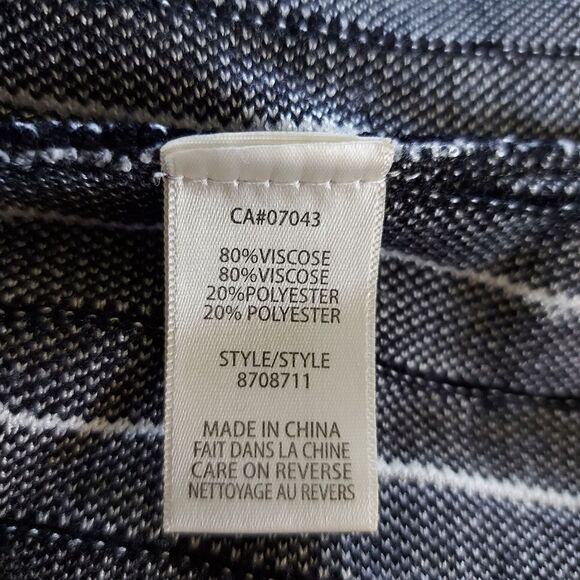 CA#07043
80%VISCOSE
80%VISCOSE
20%POLYESTER
20% POLYESTER
STYLE/STYLE
8708711
MADE IN CHINA
FAIT DANS LA CHINE
CARE ON REVERSE
NETTOYAGE AU REVERS